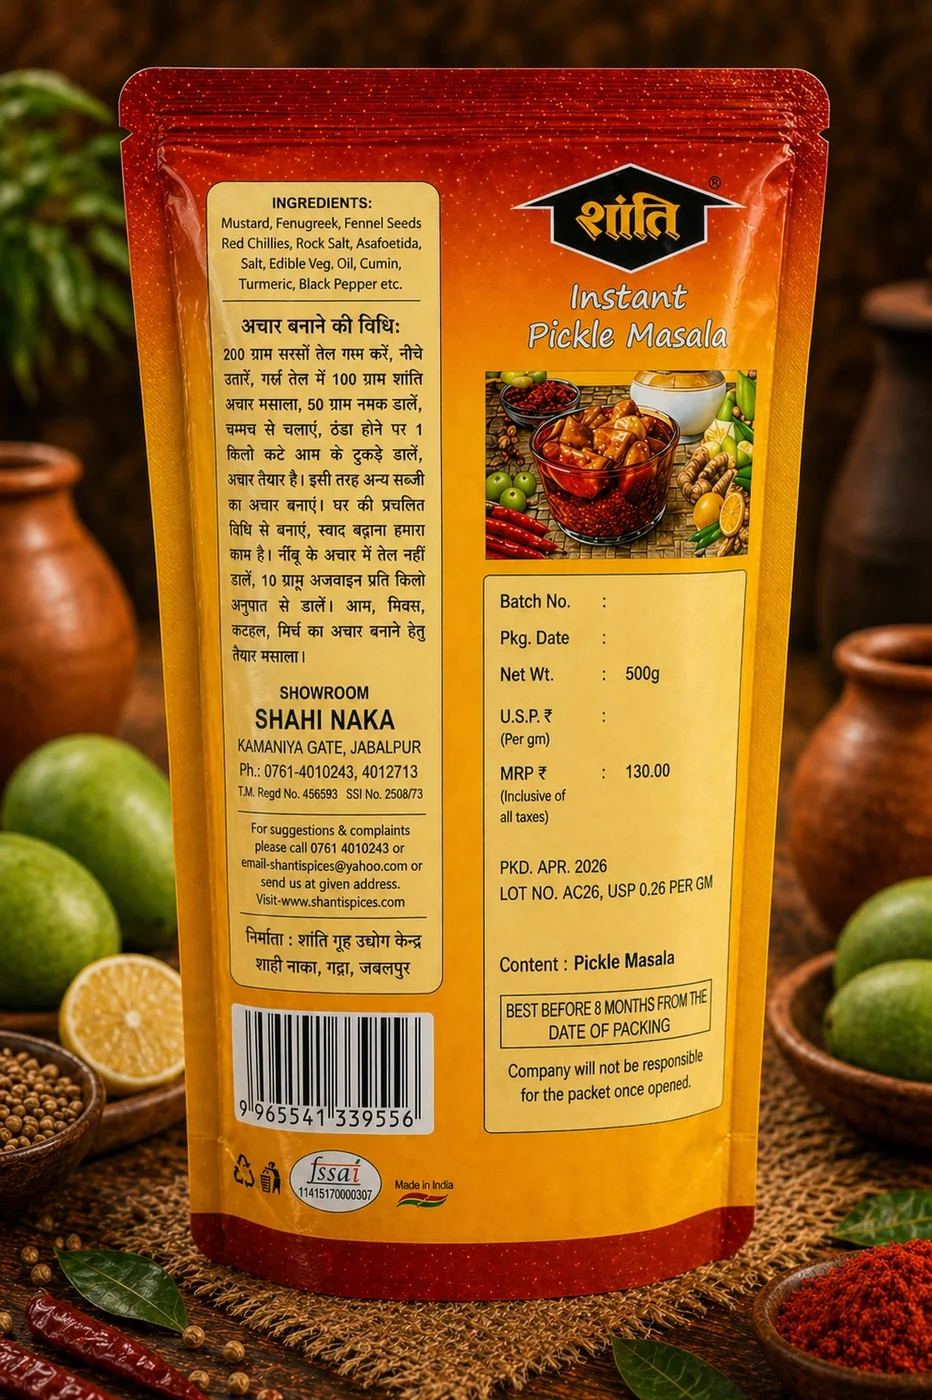 INGREDIENTS:
Mustard, Fenugreek, Fennel Seeds
Red Chillies, Rock Salt, Asafoetida,
Salt, Edible Veg. Oil, Cumin,
Turmeric, Black Pepper etc.
अचार बनाने की विधि:
200 ग्राम सरसों तेल गरम करें, नीचे
उतारें, गर्म तेल में 100 ग्राम शांति
अचार मसाला, 50 ग्राम नमक डालें,
चम्मच से चलाएं, ठंडा होने पर 1
किलो कटे आम के टुकड़े डालें,
अचार तैयार है। इसी तरह अन्य सब्जी
का अचार बनाएं। घर की प्रचलित
विधि से बनाएं, स्वाद बढ़ाना हमारा
काम है। नींबू के अचार में तेल नहीं
डालें, 10 ग्राम अजवाइन प्रति किलो
अनुपात से डालें। आम, मिक्स,
कटहल, मिर्च का अचार बनाने हेतु
तैयार मसाला।
SHOWROOM
SHAHI NAKA
KAMANIYA GATE, JABALPUR
Ph.: 0761-4010243, 4012713
T.M. Regd No. 456593 SSI No. 2508/73
For suggestions & complaints
please call 0761 4010243 or
email-shantispices@yahoo.com or
send us at given address.
Visit-www.shantispices.com
निर्माता : शांति गृह उद्योग केन्द्र
शाही नाका, गढ़ा, जबलपुर
9 965541 339556
fssai
11415170000307
Made in India
शांति ®
Instant
Pickle Masala
Batch No. :
Pkg. Date :
Net Wt. : 500g
U.S.P. ₹ :
(Per gm)
MRP ₹ : 130.00
(Inclusive of
all taxes)
PKD. APR. 2026
LOT NO. AC26, USP 0.26 PER GM
Content : Pickle Masala
BEST BEFORE 8 MONTHS FROM THE
DATE OF PACKING
Company will not be responsible
for the packet once opened.